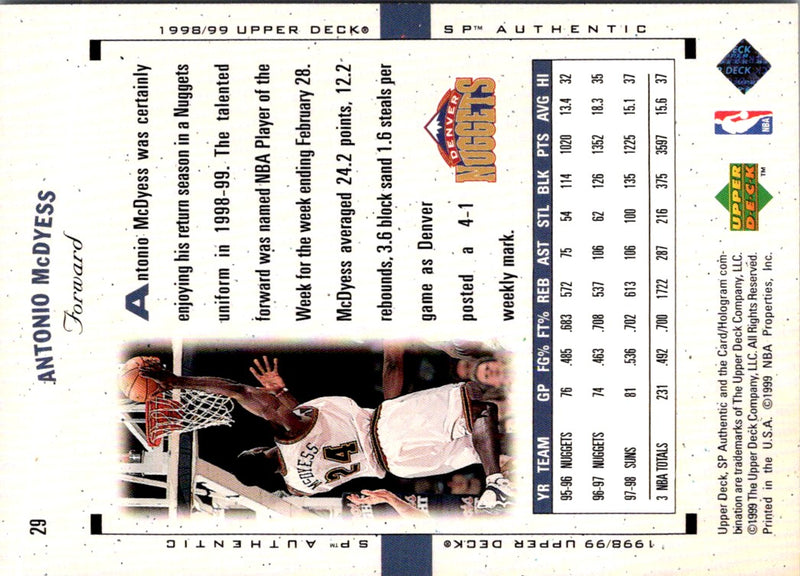 29
ANTONIO McDYESS
Forward
1998/99 UPPER DECK® SP™ AUTHENTIC
Antonio McDyess was certainly
enjoying his return season in a Nuggets
uniform in 1998-99. The talented
forward was named NBA Player of the
Week for the week ending February 28.
McDyess averaged 24.2 points, 12.2
rebounds, 3.6 block sand 1.6 steals per
game as Denver
posted a 4-1
weekly mark.
DENVER
NUGGETS
McDYESS
24
YR TEAM GP FG% FT% REB AST STL BLK PTS AVG HI
95-96 NUGGETS 76 .485 .683 572 75 54 114 1020 13.4 32
96-97 NUGGETS 74 .463 .708 537 106 62 126 1352 18.3 35
97-98 SUNS 81 .536 .702 613 106 100 135 1225 15.1 37
3 NBA TOTALS 231 .492 .700 1722 287 216 375 3597 15.6 37
1998/99 UPPER DECK® SP™ AUTHENTIC
Upper Deck, SP Authentic and the Card/Hologram com-
bination are trademarks of The Upper Deck Company, LLC.
©1999 The Upper Deck Company, LLC. All Rights Reserved.
Printed in the U.S.A. ©1999 NBA Properties, Inc.
UPPER
DECK™
NBA
DECK
UPPER
DECK